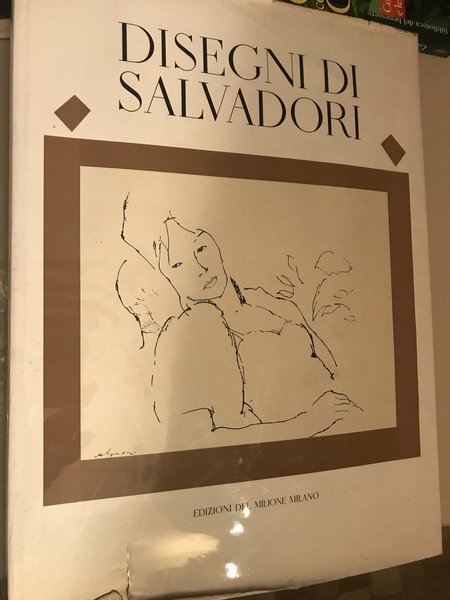 DISEGNI DI
SALVADORI
EDIZIONI DEL MILIONE MILANO